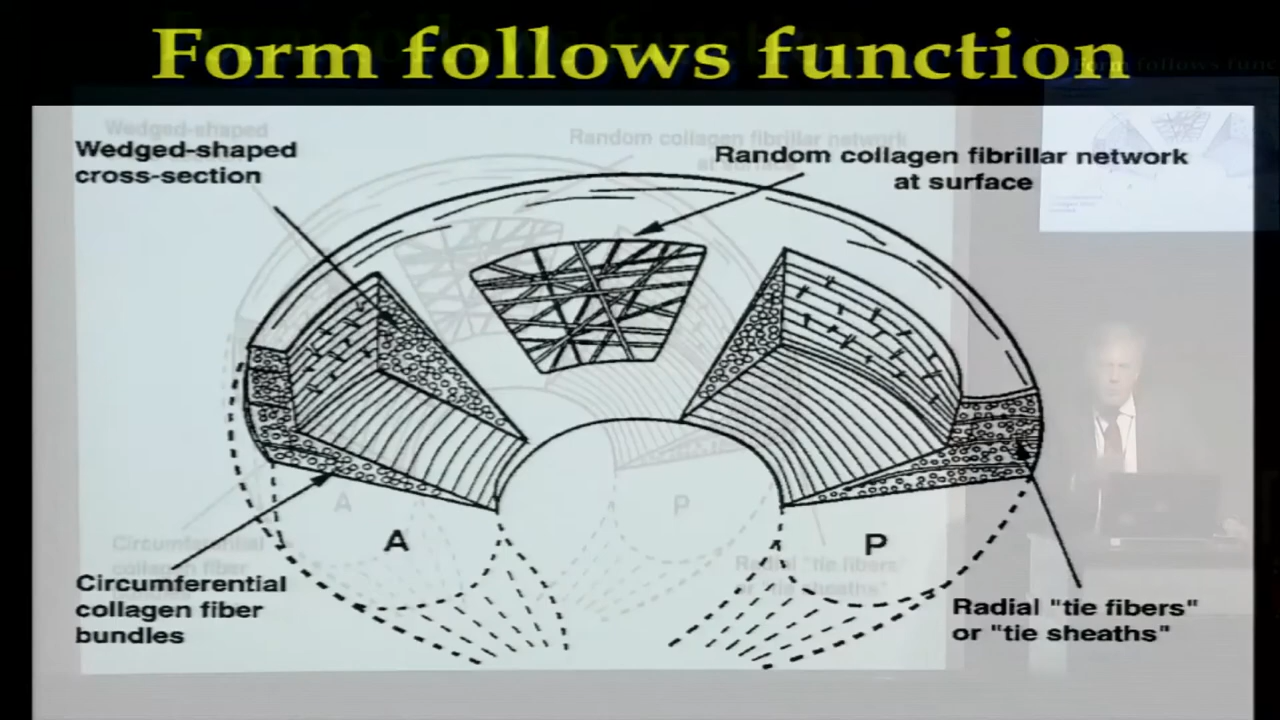 Form follows function
Wedged-shaped
cross-section
Random collagen fibrillar network
at surface
A
P
Circumferential
collagen fiber
bundles
Radial "tie fibers"
or "tie sheaths"